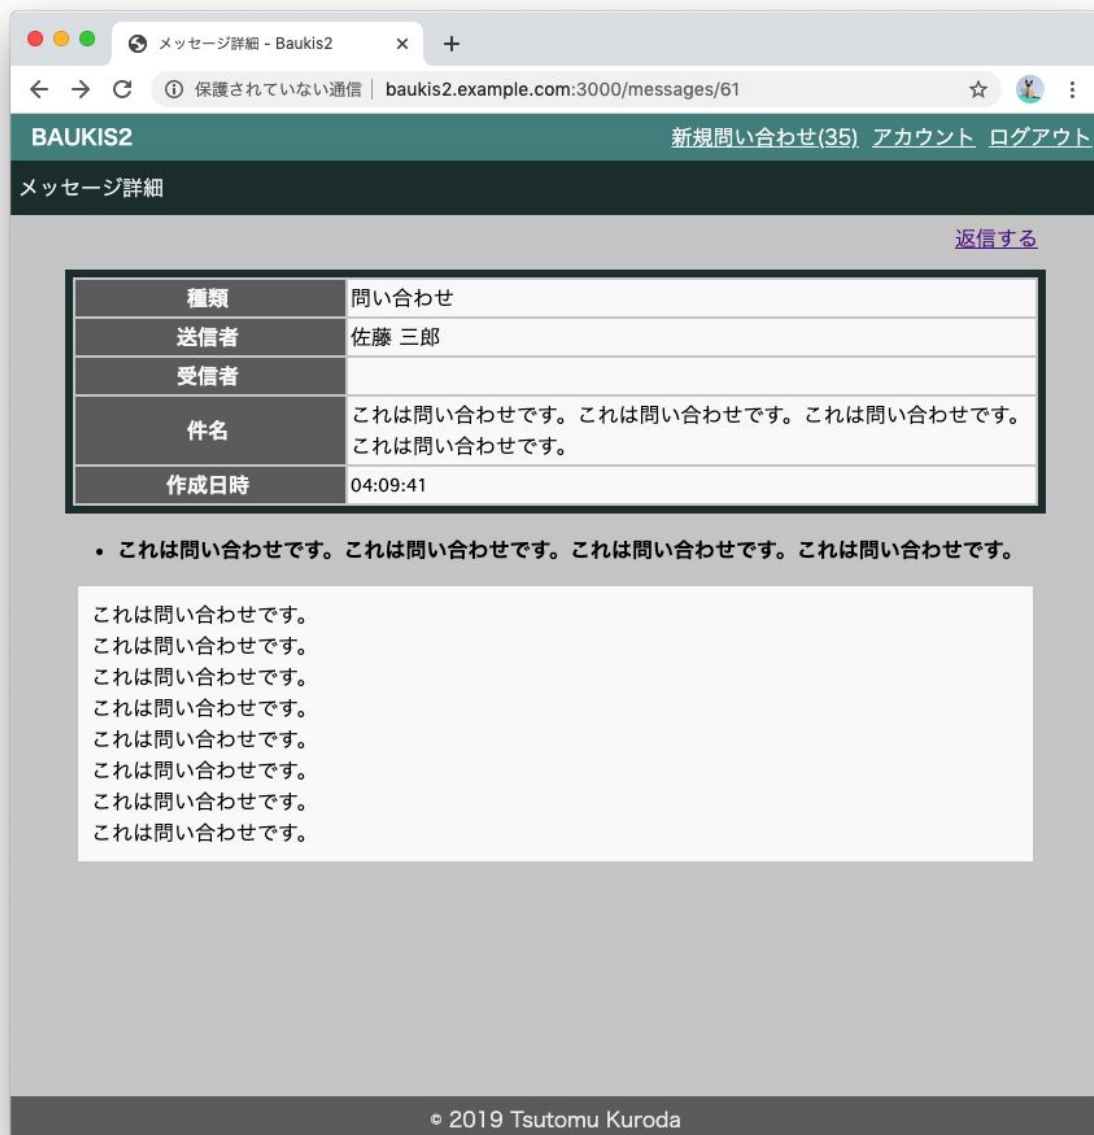 メッセージ詳細 - Baukis2
保護されていない通信 | baukis2.example.com:3000/messages/61
BAUKIS2 新規問い合わせ(35) アカウント ログアウト
メッセージ詳細
返信する
種類 問い合わせ
送信者 佐藤 三郎
受信者
件名 これは問い合わせです。これは問い合わせです。これは問い合わせです。
これは問い合わせです。
作成日時 04:09:41
• これは問い合わせです。これは問い合わせです。これは問い合わせです。これは問い合わせです。
これは問い合わせです。
これは問い合わせです。
これは問い合わせです。
これは問い合わせです。
これは問い合わせです。
これは問い合わせです。
これは問い合わせです。
これは問い合わせです。
© 2019 Tsutomu Kuroda